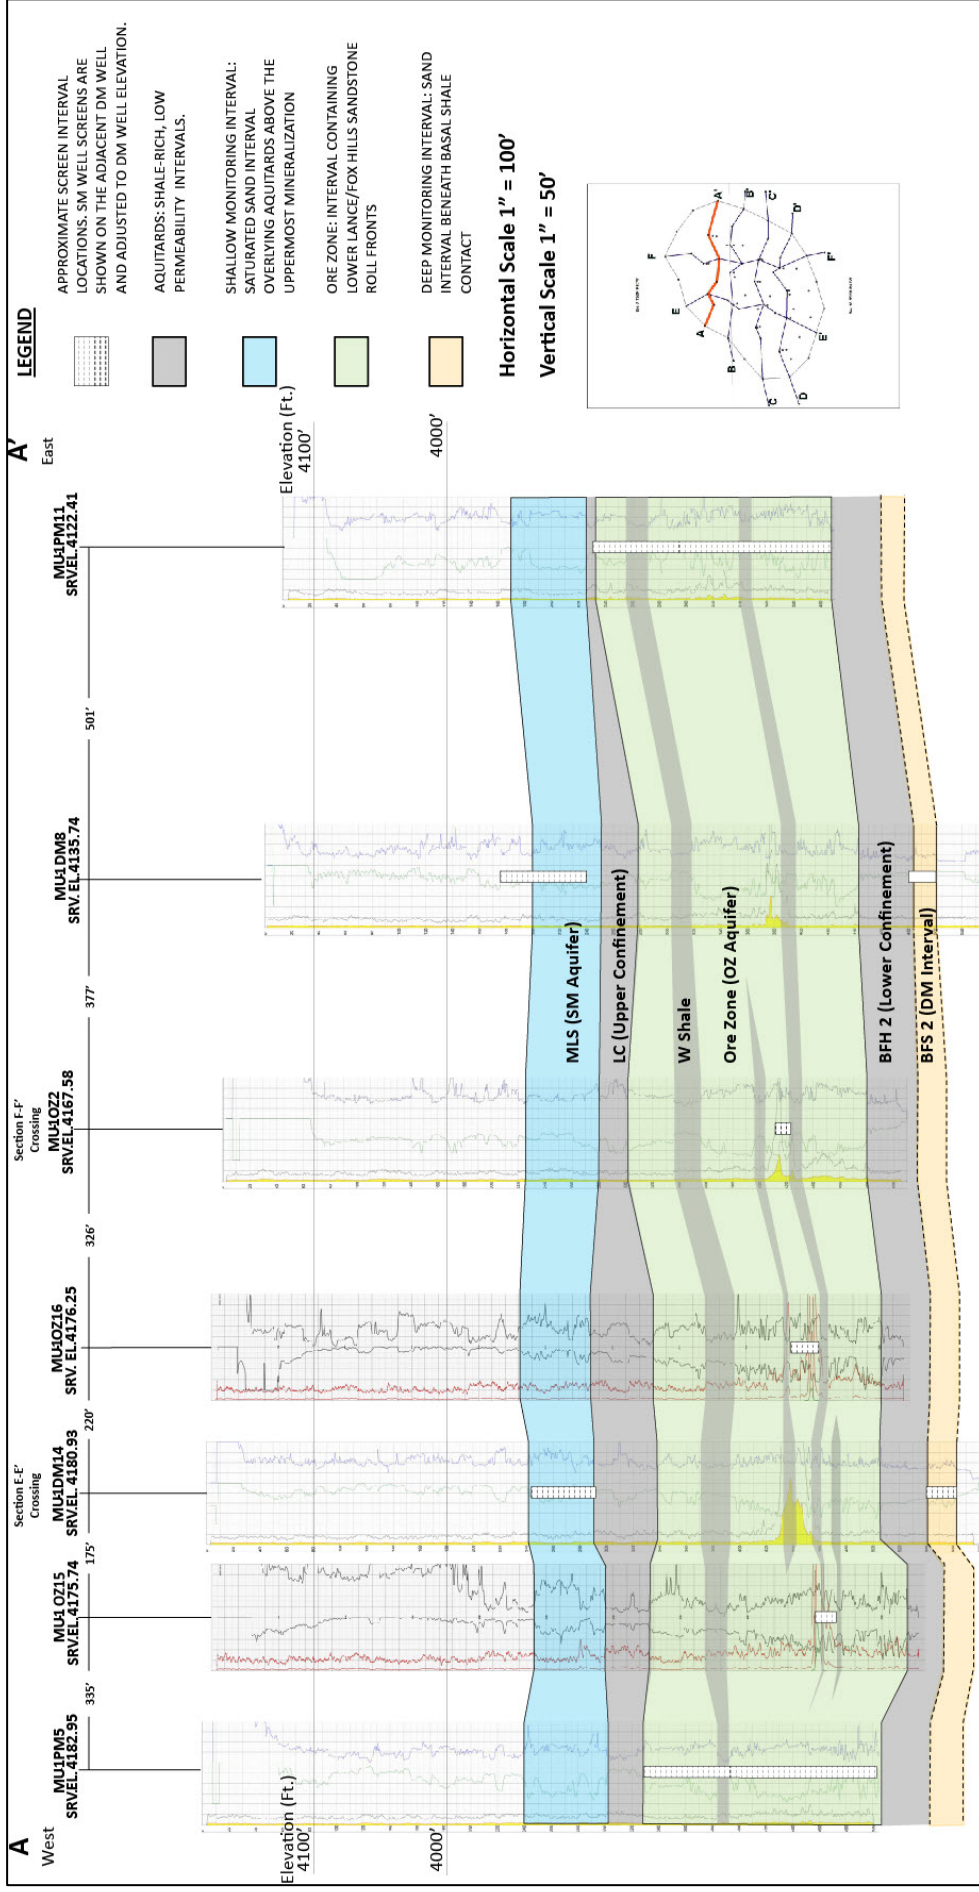 A
West
A'
East
MU1PM5
SRV.EL.4182.95
335'
MU1OZ15
SRV.EL.4175.74
175'
Section E-E'
Crossing
MU1DM14
SRV.EL.4180.93
220'
MU1OZ16
SRV. EL.4176.25
326'
Section F-F'
Crossing
MU1OZ2
SRV.EL.4167.58
377'
MU1DM8
SRV. EL.4135.74
501'
MU1PM11
SRV.EL.4122.41
Elevation (Ft.)
4100'
4000'
Elevation (Ft.)
4100'
4000'
MLS (SM Aquifer)
LC (Upper Confinement)
W Shale
Ore Zone (OZ Aquifer)
BFH 2 (Lower Confinement)
BFS 2 (DM Interval)
LEGEND
APPROXIMATE SCREEN INTERVAL
LOCATIONS. SM WELL SCREENS ARE
SHOWN ON THE ADJACENT DM WELL
AND ADJUSTED TO DM WELL ELEVATION.
AQUITARDS: SHALE-RICH, LOW
PERMEABILITY INTERVALS.
SHALLOW MONITORING INTERVAL:
SATURATED SAND INTERVAL
OVERLYING AQUITARDS ABOVE THE
UPPERMOST MINERALIZATION
ORE ZONE: INTERVAL CONTAINING
LOWER LANCE/FOX HILLS SANDSTONE
ROLL FRONTS
DEEP MONITORING INTERVAL: SAND
INTERVAL BENEATH BASAL SHALE
CONTACT
Horizontal Scale 1" = 100'
Vertical Scale 1" = 50'
F
E
A
A'
B
B'
C
C'
D
D'
E'
F'